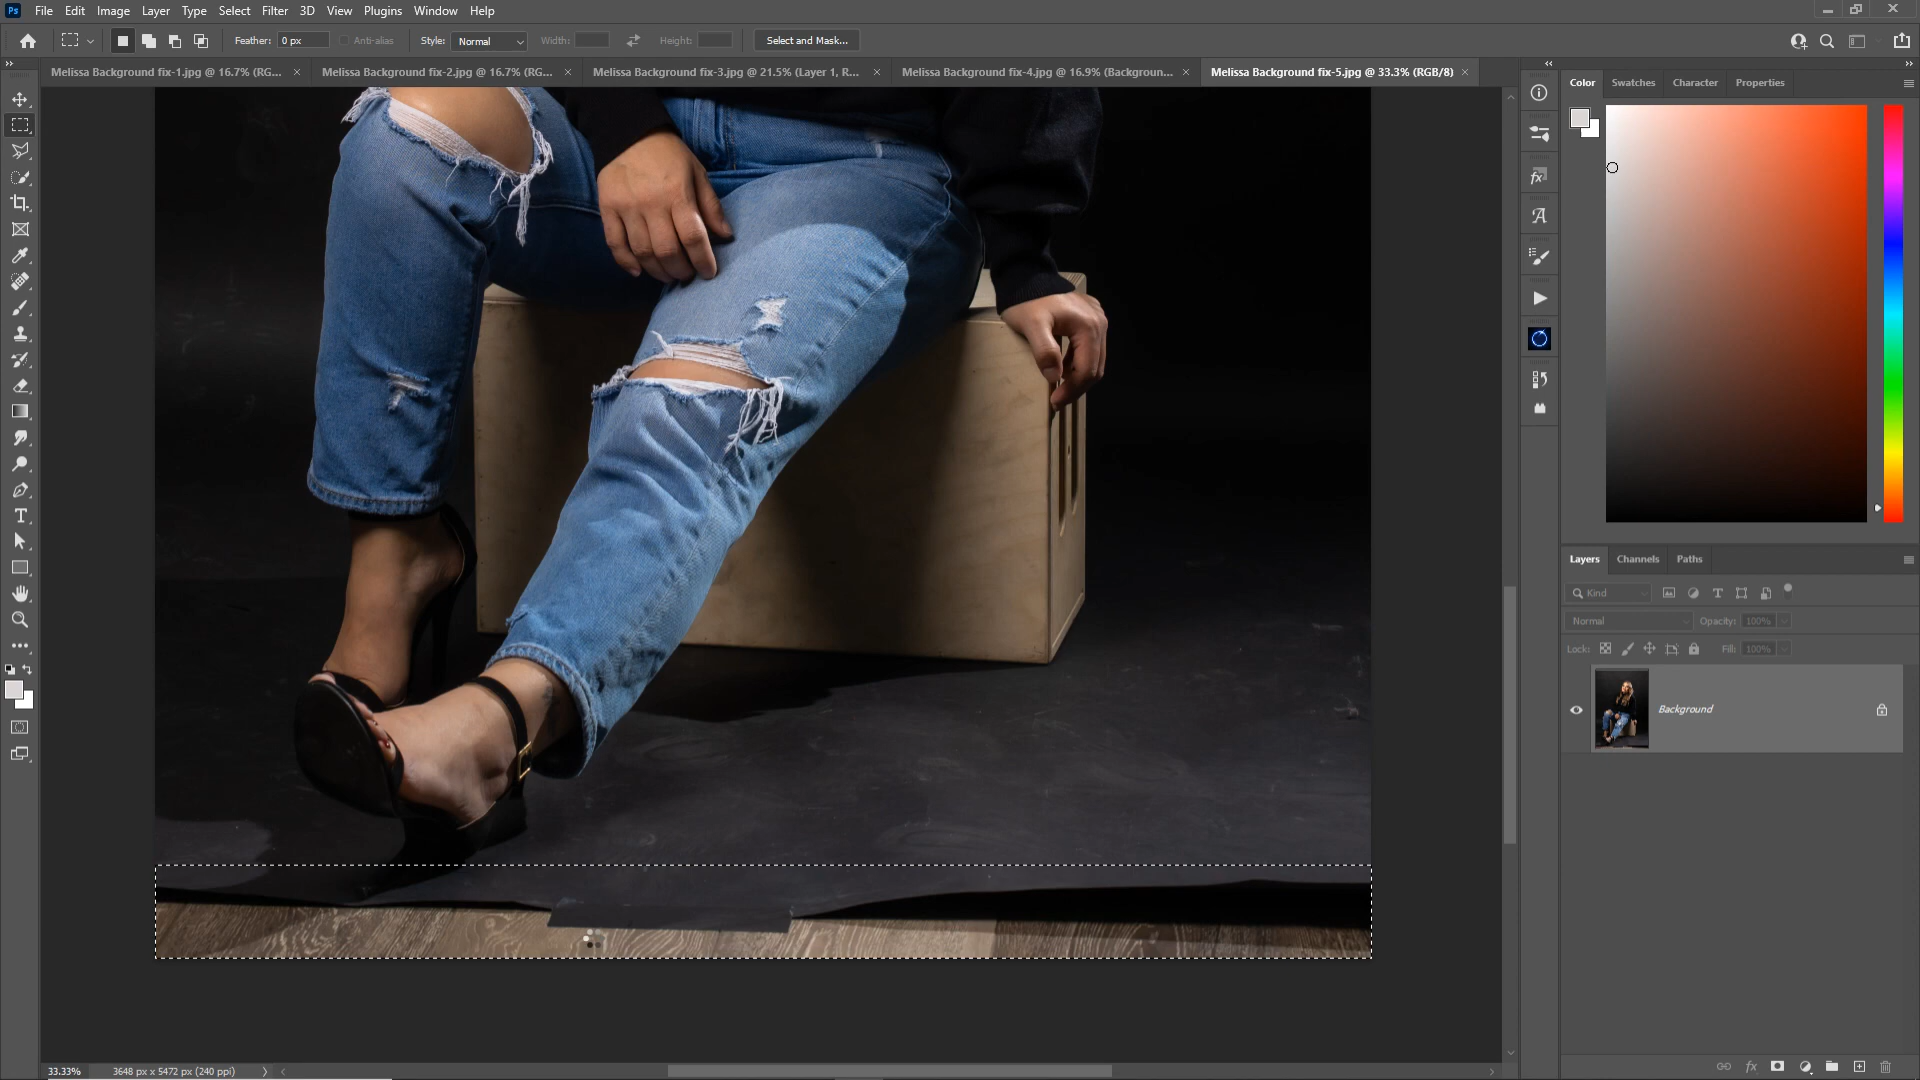 Ps File Edit Image Layer Type Select Filter 3D View Plugins Window Help
Feather: 0 px Anti-alias Style: Normal Width: Height: Select and Mask...
Melissa Background fix-1.jpg @ 16.7% (RG... × Melissa Background fix-2.jpg @ 16.7% (RG... × Melissa Background fix-3.jpg @ 21.5% (Layer 1, R... × Melissa Background fix-4.jpg @ 16.9% (Backgroun... × Melissa Background fix-5.jpg @ 33.3% (RGB/8) ×
Color Swatches Character Properties
Layers Channels Paths
Kind
Normal Opacity: 100%
Lock: Fill: 100%
Background
33.33% 3648 px x 5472 px (240 ppi)